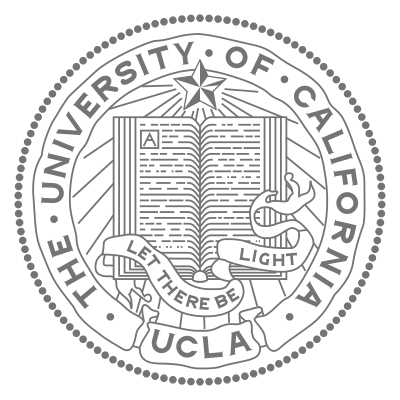 · THE · UNIVERSITY · OF · CALIFORNIA ·
A
LET THERE BE LIGHT
UCLA